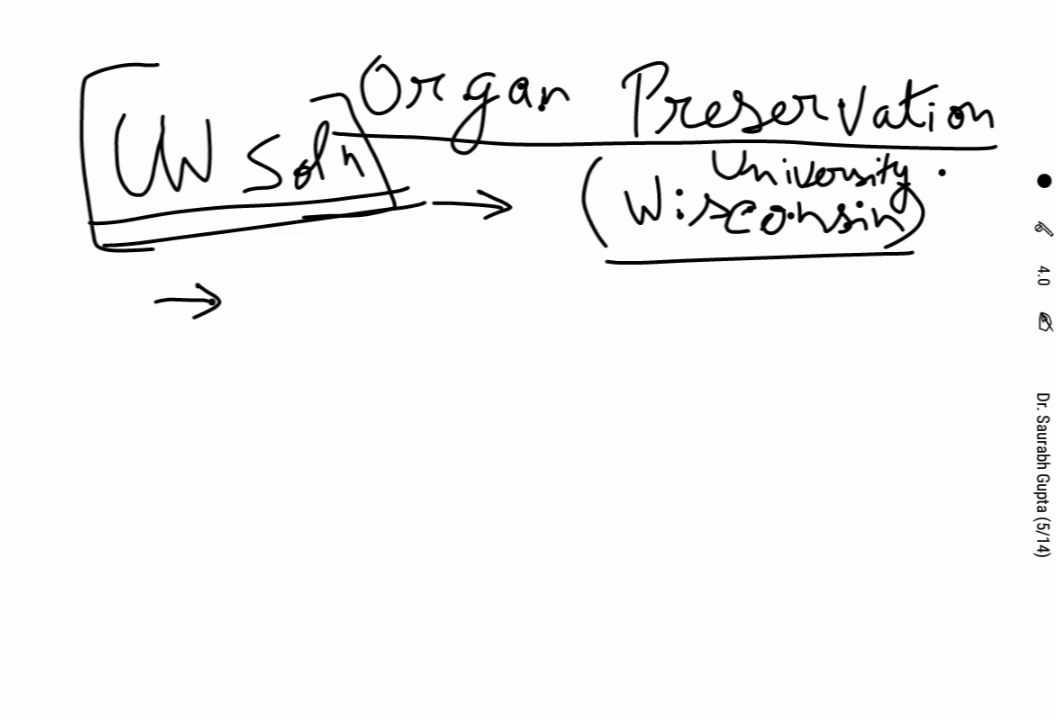 Organ Preservation
UW Soln → (University Wisconsin)
→
4.0
Dr. Saurabh Gupta (5/14)